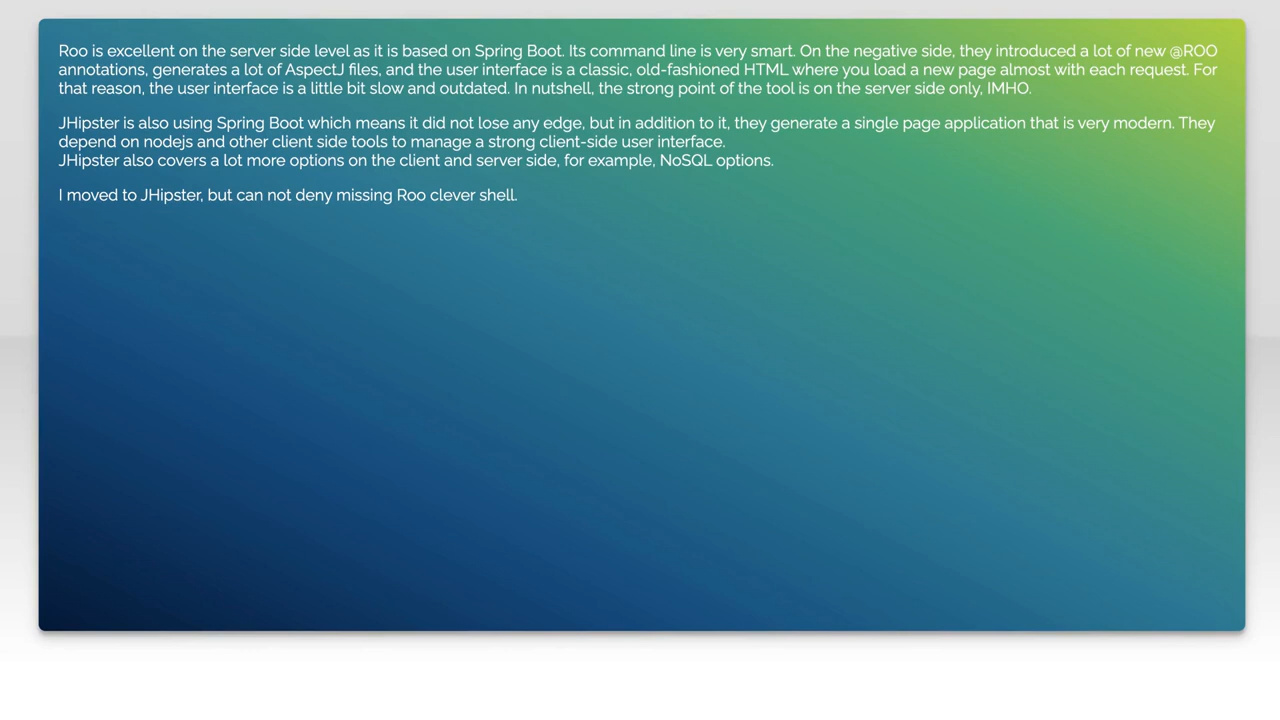 Roo is excellent on the server side level as it is based on Spring Boot. Its command line is very smart. On the negative side, they introduced a lot of new @ROO
annotations, generates a lot of AspectJ files, and the user interface is a classic, old-fashioned HTML where you load a new page almost with each request. For
that reason, the user interface is a little bit slow and outdated. In nutshell, the strong point of the tool is on the server side only, IMHO.
JHipster is also using Spring Boot which means it did not lose any edge, but in addition to it, they generate a single page application that is very modern. They
depend on nodejs and other client side tools to manage a strong client-side user interface.
JHipster also covers a lot more options on the client and server side, for example, NoSQL options.
I moved to JHipster, but can not deny missing Roo clever shell.